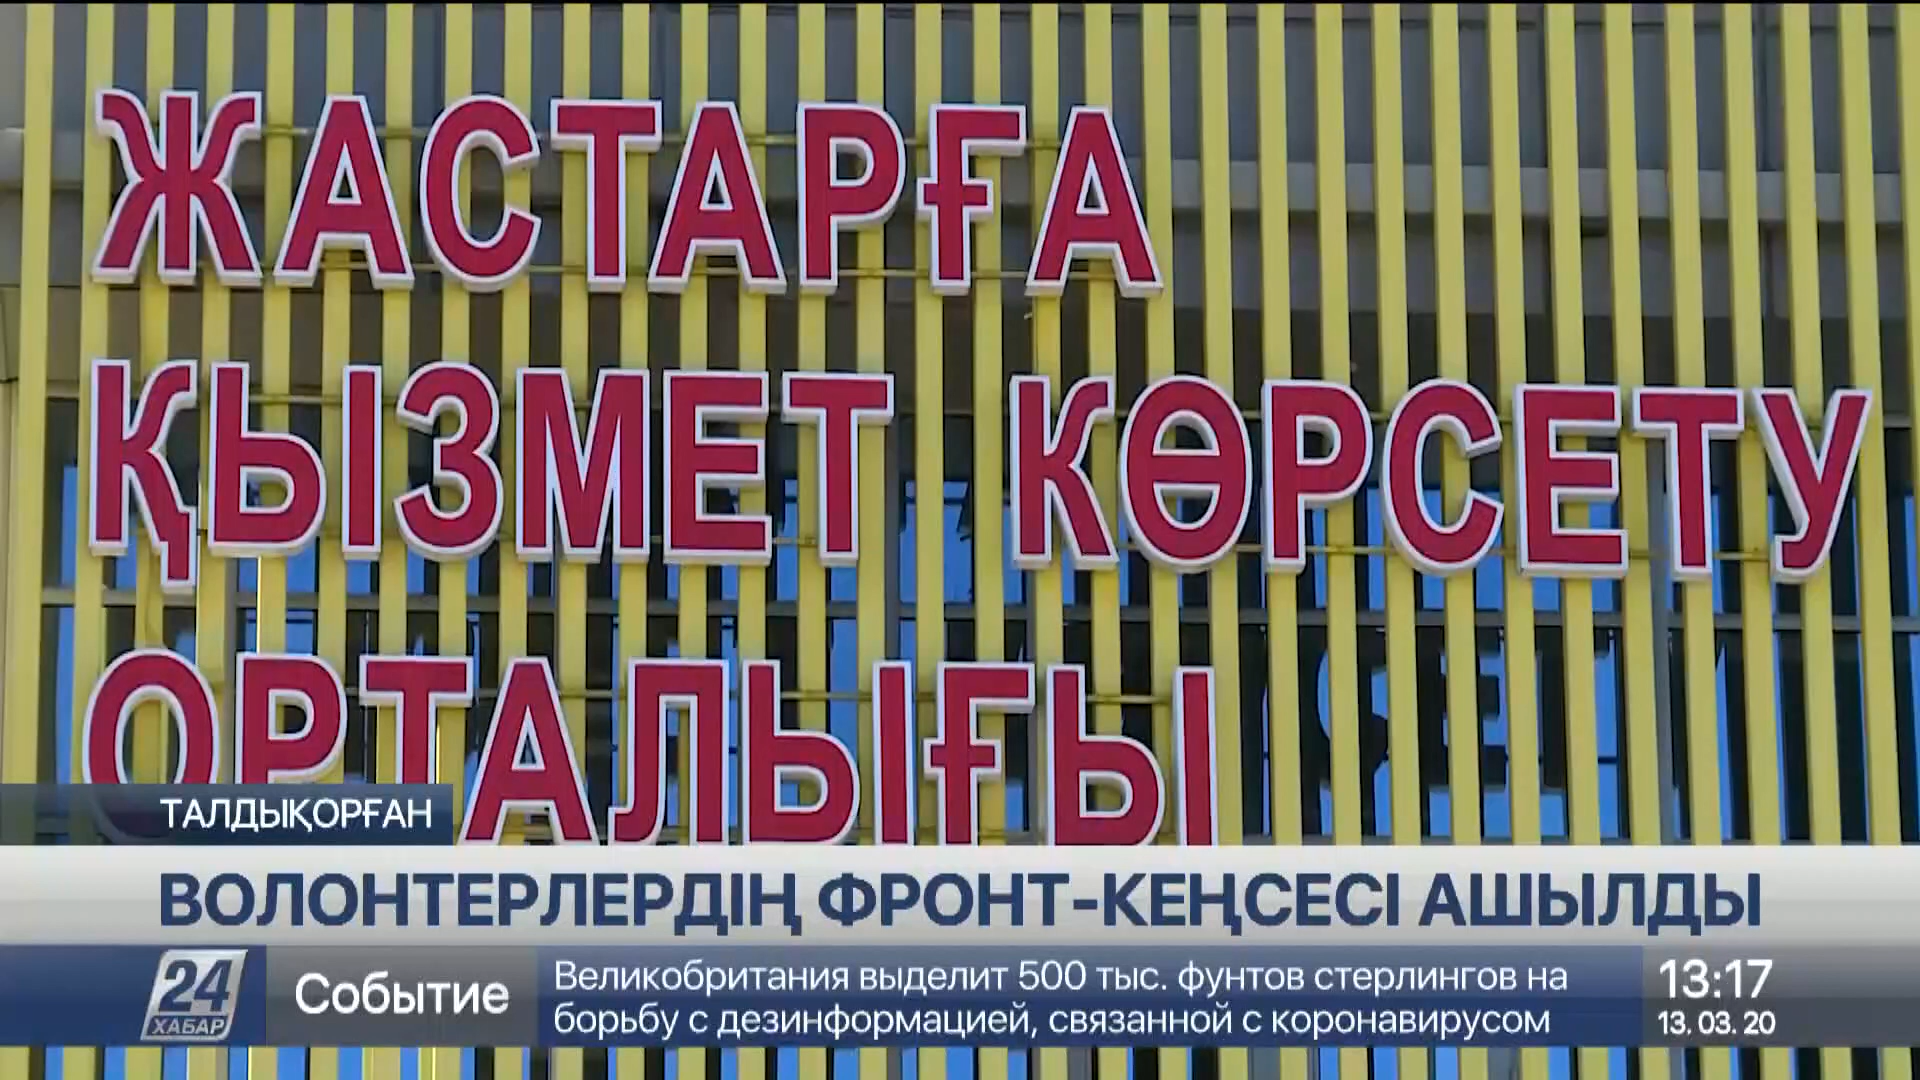 ЖАСТАРҒА
ҚЫЗМЕТ КӨРСЕТУ
ОРТАЛЫҒЫ
ТАЛДЫҚОРҒАН
ВОЛОНТЕРЛЕРДІҢ ФРОНТ-КЕҢСЕСІ АШЫЛДЫ
24
ХАБАР
Событие
Великобритания выделит 500 тыс. фунтов стерлингов на
борьбу с дезинформацией, связанной с коронавирусом
13:17
13. 03. 20